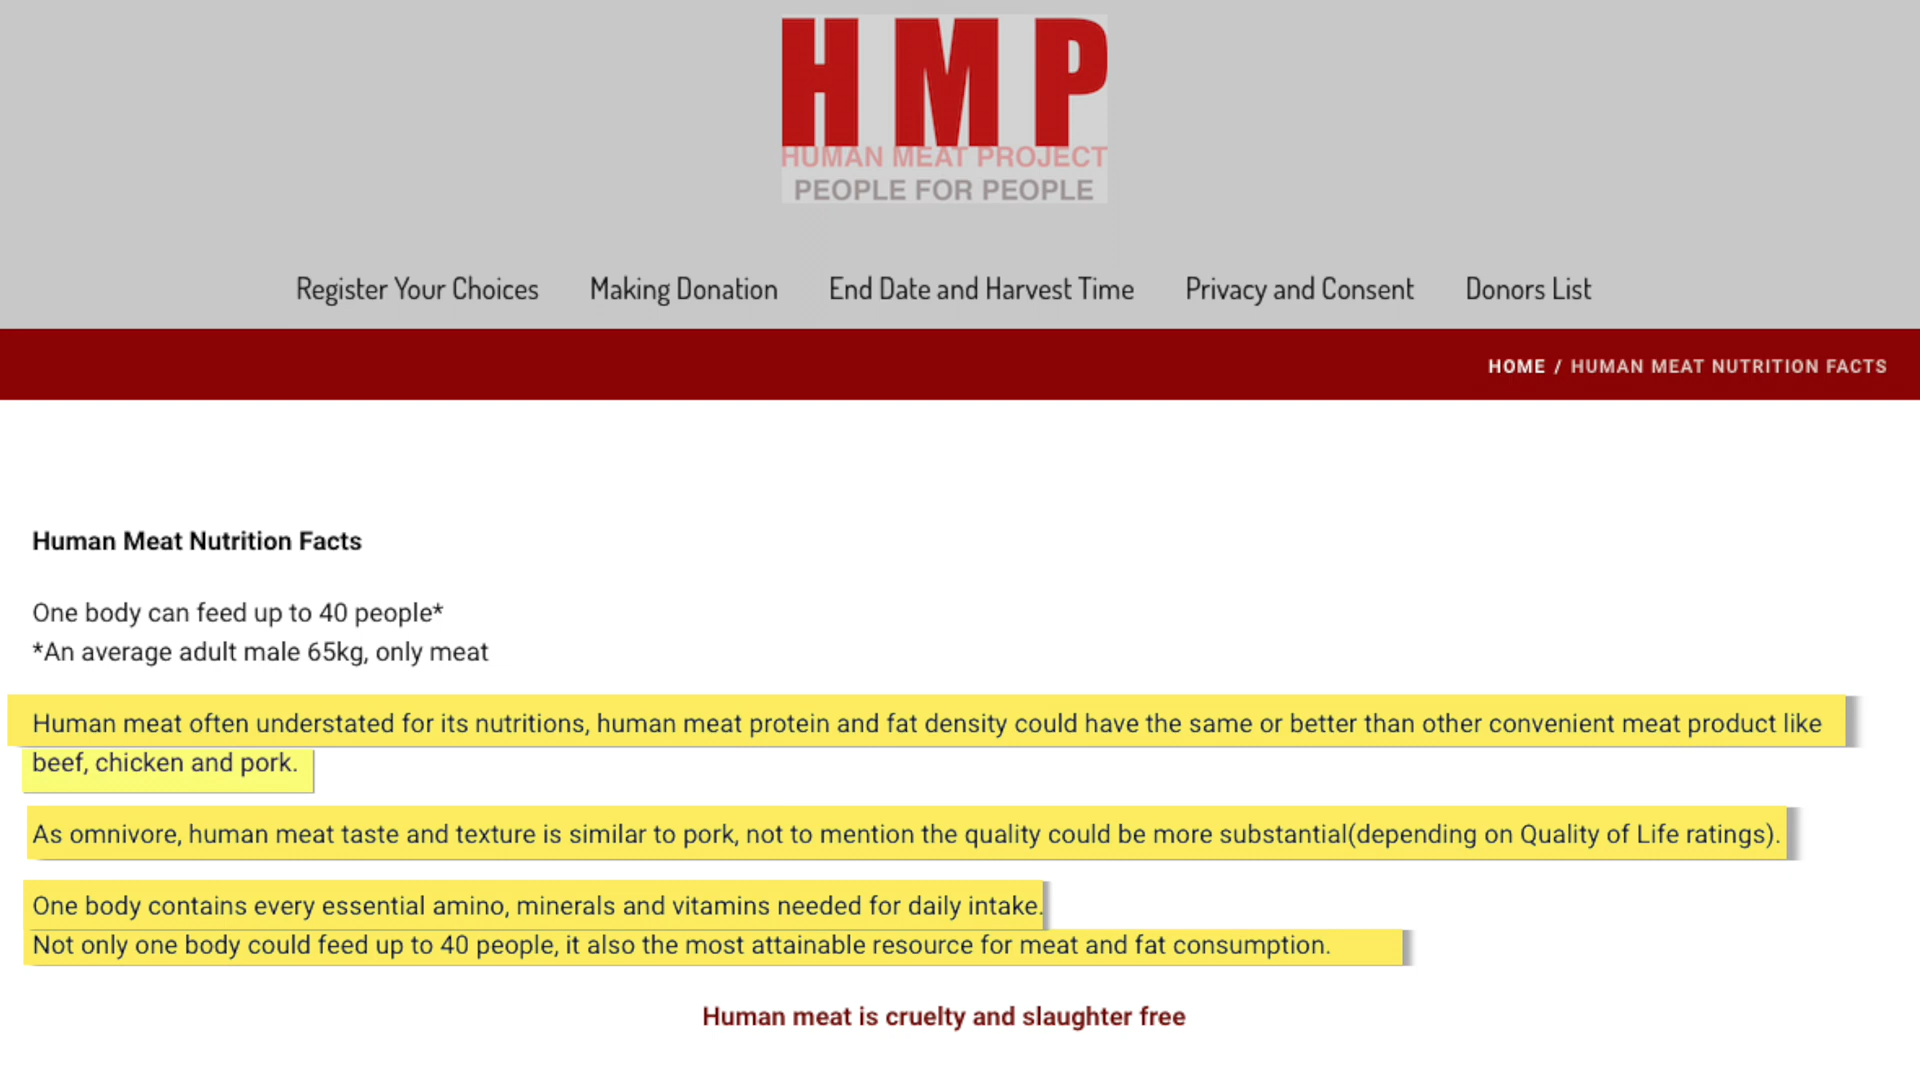 H M P
HUMAN MEAT PROJECT
PEOPLE FOR PEOPLE
Register Your Choices Making Donation End Date and Harvest Time Privacy and Consent Donors List
HOME / HUMAN MEAT NUTRITION FACTS
Human Meat Nutrition Facts
One body can feed up to 40 people*
*An average adult male 65kg, only meat
Human meat often understated for its nutritions, human meat protein and fat density could have the same or better than other convenient meat product like
beef, chicken and pork.
As omnivore, human meat taste and texture is similar to pork, not to mention the quality could be more substantial(depending on Quality of Life ratings).
One body contains every essential amino, minerals and vitamins needed for daily intake.
Not only one body could feed up to 40 people, it also the most attainable resource for meat and fat consumption.
Human meat is cruelty and slaughter free